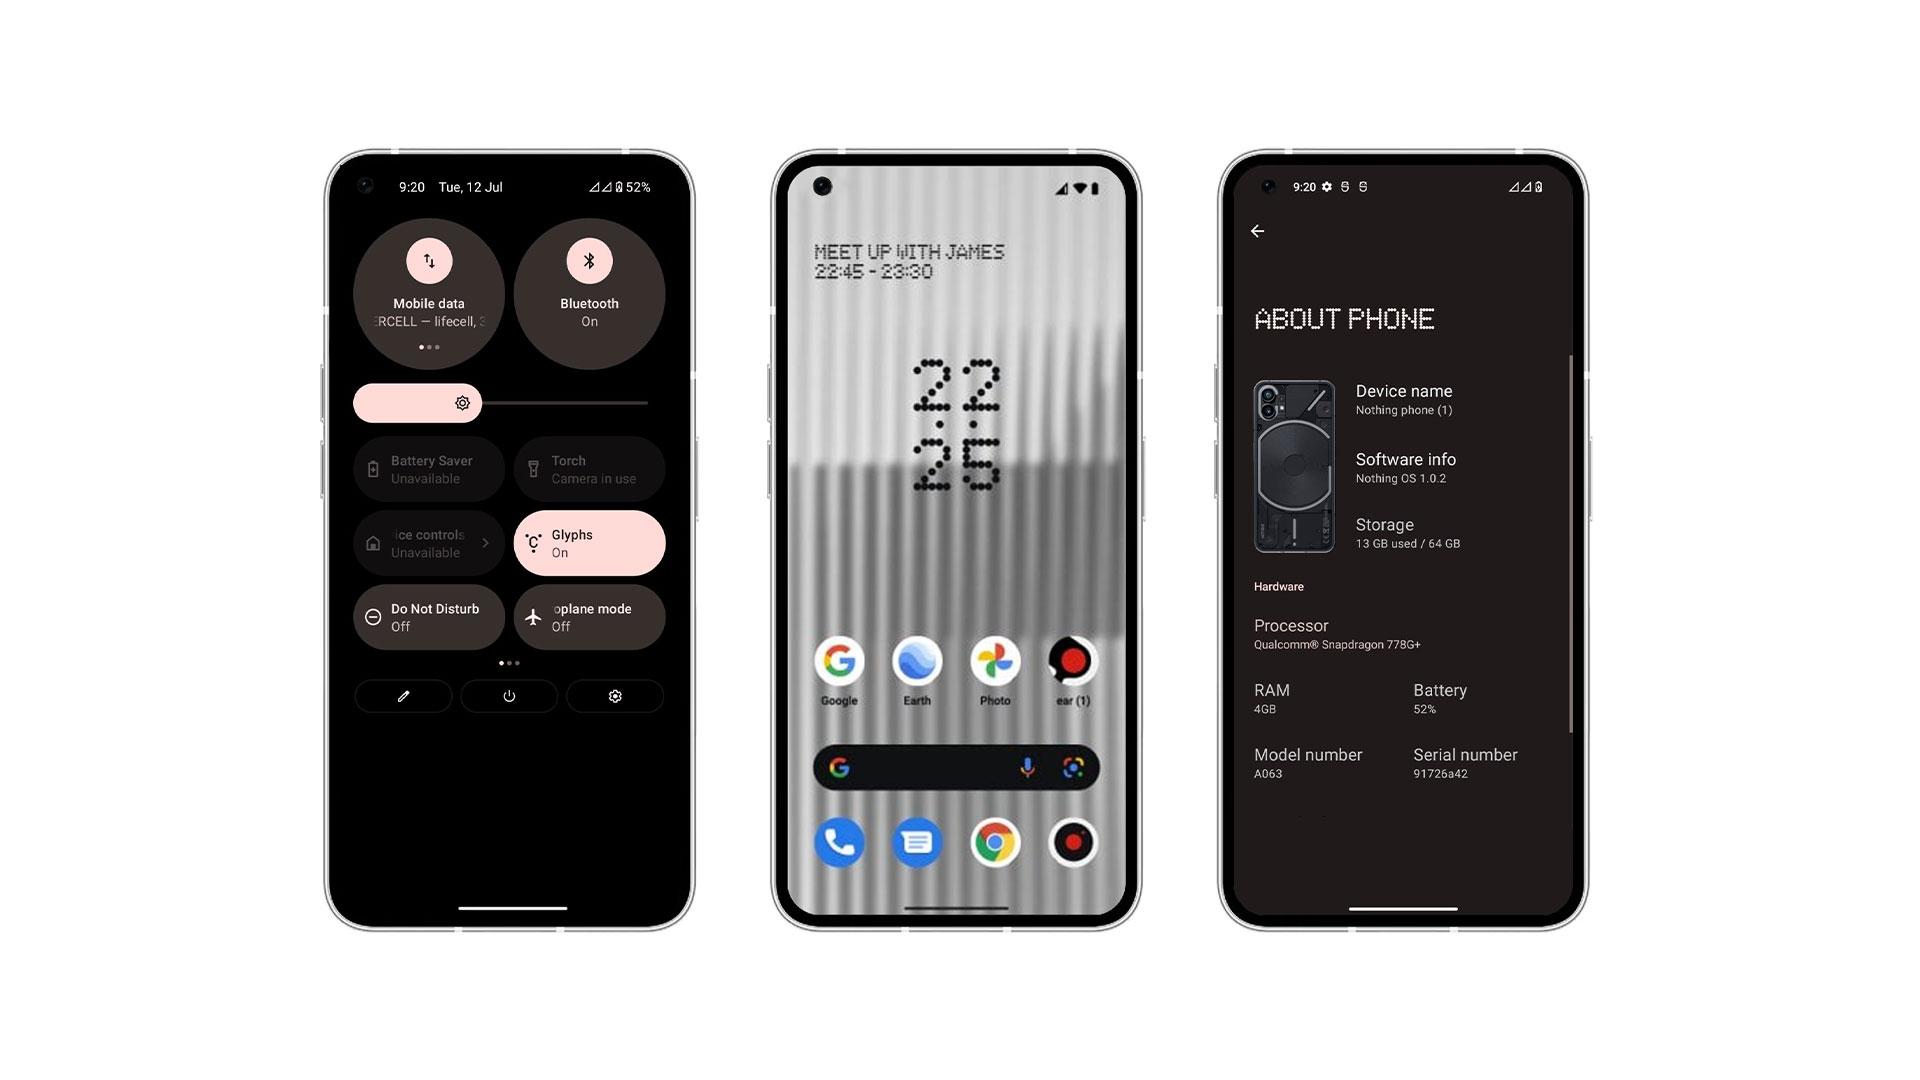 9:20 Tue, 12 Jul 52%
Mobile data
ERCELL — lifecell, 3
Bluetooth
On
Battery Saver
Unavailable
Torch
Camera in use
ice controls
Unavailable
Glyphs
On
Do Not Disturb
Off
oplane mode
Off
MEET UP WITH JAMES
22:45 - 23:30
22
:
25
Google
Earth
Photo
ear (1)
9:20
ABOUT PHONE
Device name
Nothing phone (1)
Software info
Nothing OS 1.0.2
Storage
13 GB used / 64 GB
Hardware
Processor
Qualcomm® Snapdragon 778G+
RAM
4GB
Battery
52%
Model number
A063
Serial number
91726a42